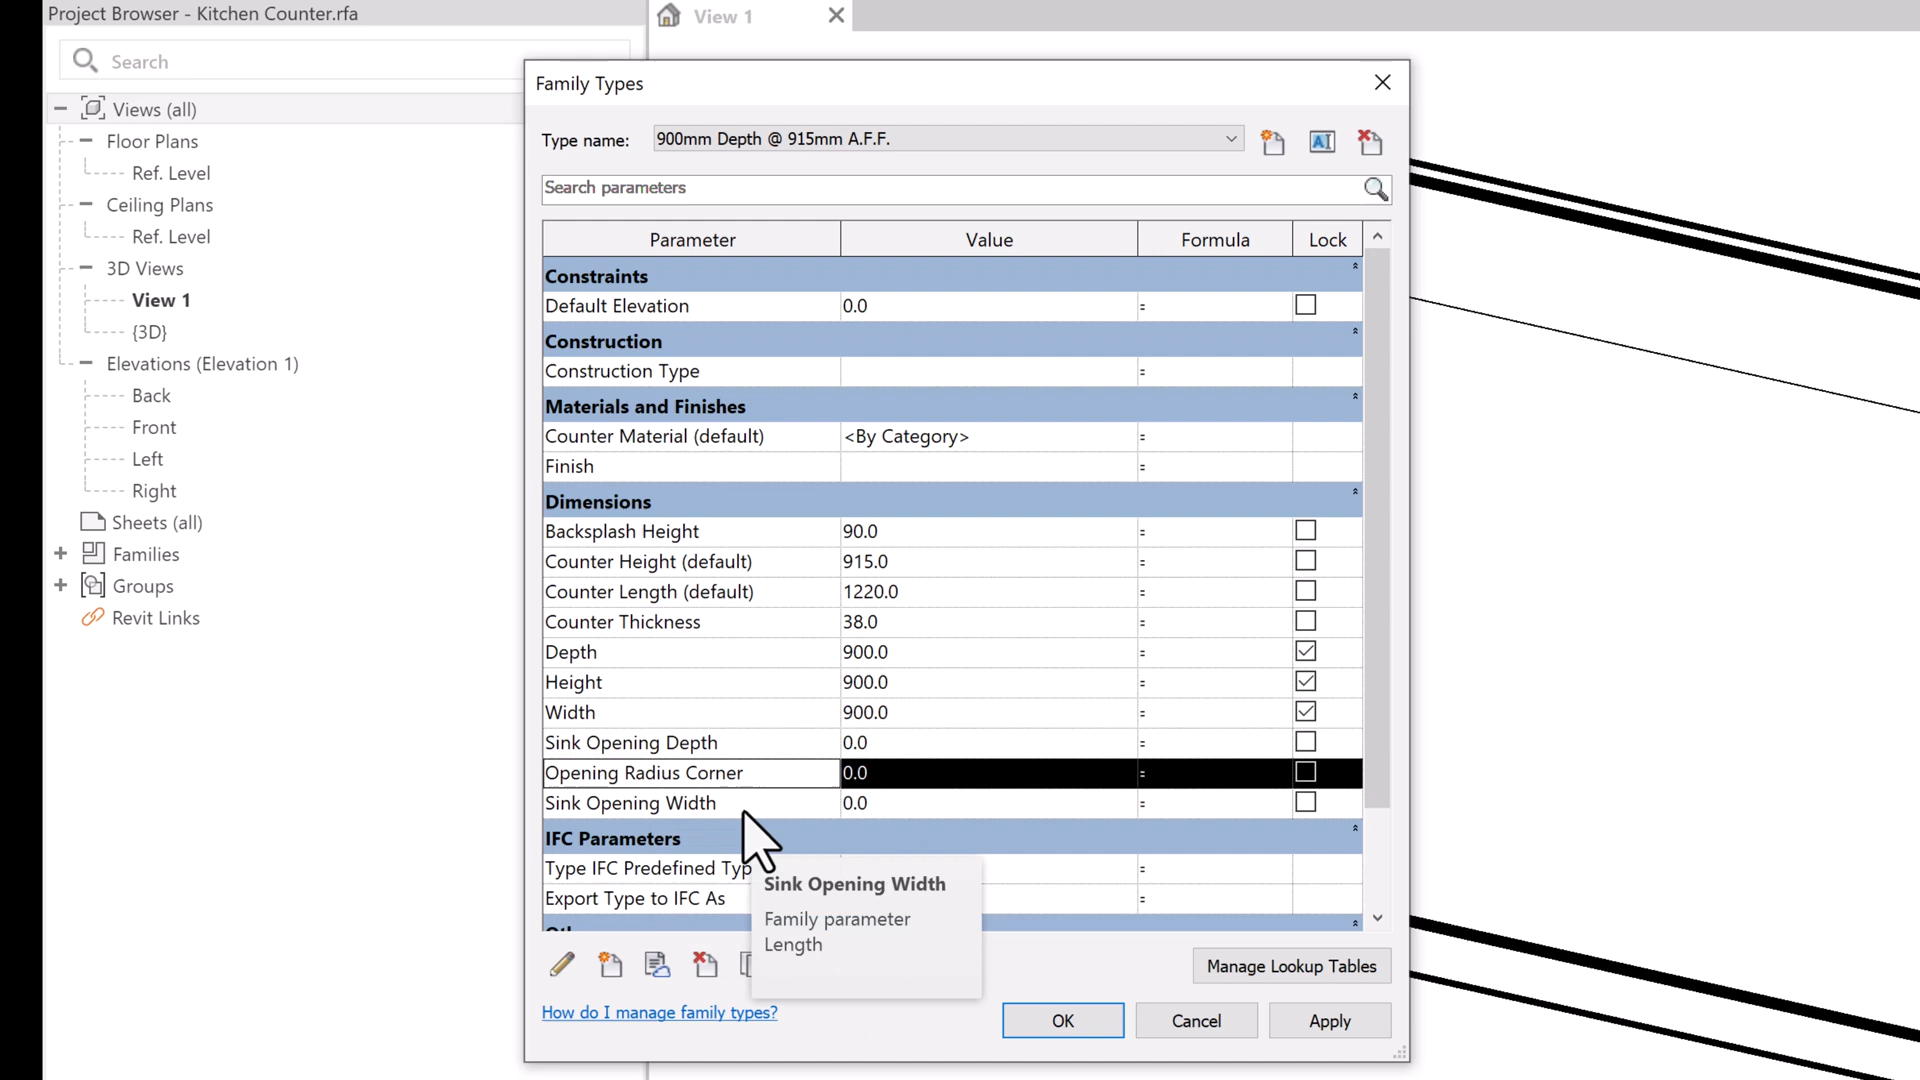 Project Browser - Kitchen Counter.rfa
Search
Views (all)
Floor Plans
Ref. Level
Ceiling Plans
Ref. Level
3D Views
View 1
{3D}
Elevations (Elevation 1)
Back
Front
Left
Right
Sheets (all)
Families
Groups
Revit Links
View 1
Family Types
Type name: 900mm Depth @ 915mm A.F.F.
Search parameters
Parameter Value Formula Lock
Constraints
Default Elevation 0.0 =
Construction
Construction Type =
Materials and Finishes
Counter Material (default) <By Category> =
Finish =
Dimensions
Backsplash Height 90.0 =
Counter Height (default) 915.0 =
Counter Length (default) 1220.0 =
Counter Thickness 38.0 =
Depth 900.0 =
Height 900.0 =
Width 900.0 =
Sink Opening Depth 0.0 =
Opening Radius Corner 0.0 =
Sink Opening Width 0.0 =
IFC Parameters
Type IFC Predefined Typ =
Export Type to IFC As =
Sink Opening Width
Family parameter
Length
Manage Lookup Tables
How do I manage family types?
OK Cancel Apply